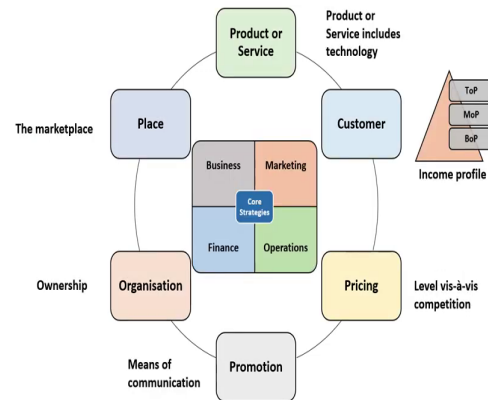 Product or
Service
Product or
Service includes
technology
Place
The marketplace
Customer
ToP
MoP
BoP
Income profile
Business
Marketing
Core
Strategies
Finance
Operations
Ownership
Organisation
Pricing
Level vis-à-vis
competition
Means of
communication
Promotion